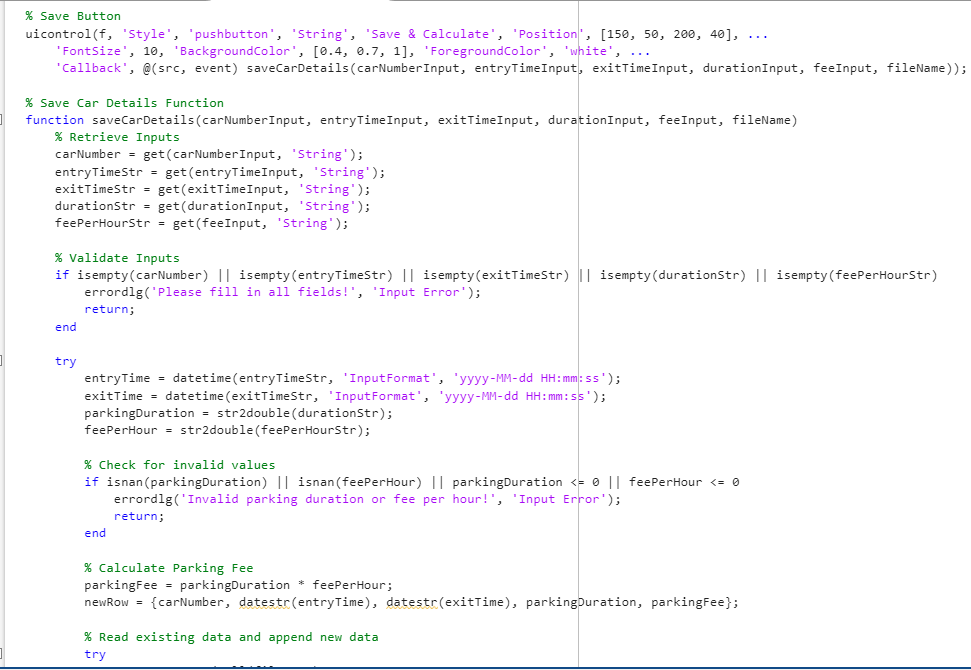 % Save Button
uicontrol(f, 'Style', 'pushbutton', 'String', 'Save & Calculate', 'Position', [150, 50, 200, 40], ...
    'FontSize', 10, 'BackgroundColor', [0.4, 0.7, 1], 'ForegroundColor', 'white', ...
    'Callback', @(src, event) saveCarDetails(carNumberInput, entryTimeInput, exitTimeInput, durationInput, feeInput, fileName));
% Save Car Details Function
function saveCarDetails(carNumberInput, entryTimeInput, exitTimeInput, durationInput, feeInput, fileName)
    % Retrieve Inputs
    carNumber = get(carNumberInput, 'String');
    entryTimeStr = get(entryTimeInput, 'String');
    exitTimeStr = get(exitTimeInput, 'String');
    durationStr = get(durationInput, 'String');
    feePerHourStr = get(feeInput, 'String');
    % Validate Inputs
    if isempty(carNumber) || isempty(entryTimeStr) || isempty(exitTimeStr) || isempty(durationStr) || isempty(feePerHourStr)
        errordlg('Please fill in all fields!', 'Input Error');
        return;
    end
    try
        entryTime = datetime(entryTimeStr, 'InputFormat', 'yyyy-MM-dd HH:mm:ss');
        exitTime = datetime(exitTimeStr, 'InputFormat', 'yyyy-MM-dd HH:mm:ss');
        parkingDuration = str2double(durationStr);
        feePerHour = str2double(feePerHourStr);
        % Check for invalid values
        if isnan(parkingDuration) || isnan(feePerHour) || parkingDuration <= 0 || feePerHour <= 0
            errordlg('Invalid parking duration or fee per hour!', 'Input Error');
            return;
        end
        % Calculate Parking Fee
        parkingFee = parkingDuration * feePerHour;
        newRow = {carNumber, datestr(entryTime), datestr(exitTime), parkingDuration, parkingFee};
        % Read existing data and append new data
        try